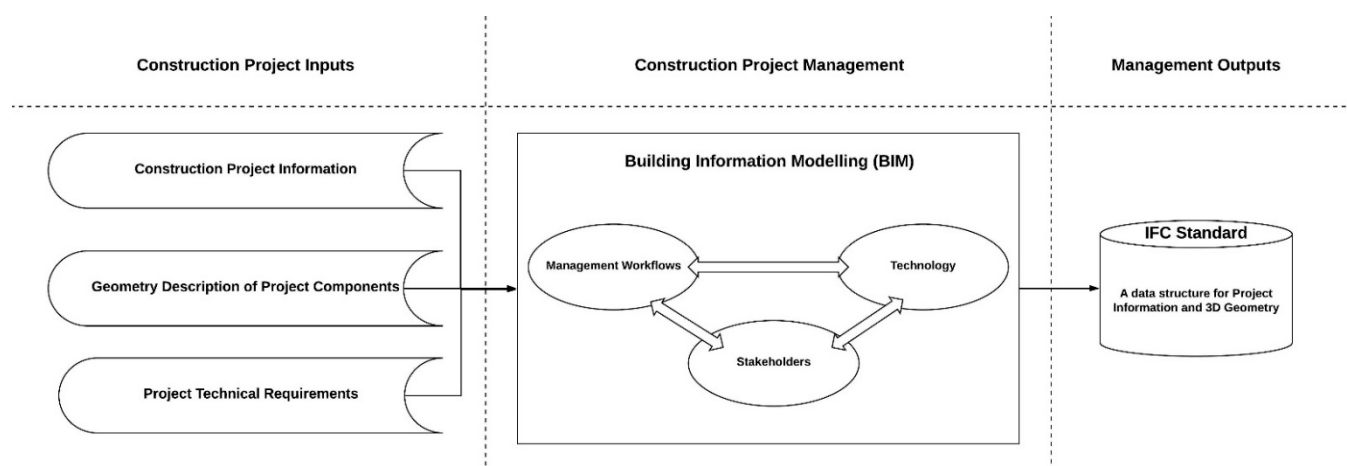 Construction Project Inputs
Construction Project Management
Management Outputs
Construction Project Information
Geometry Description of Project Components
Project Technical Requirements
Building Information Modelling (BIM)
Management Workflows
Technology
Stakeholders
IFC Standard
A data structure for Project
Information and 3D Geometry